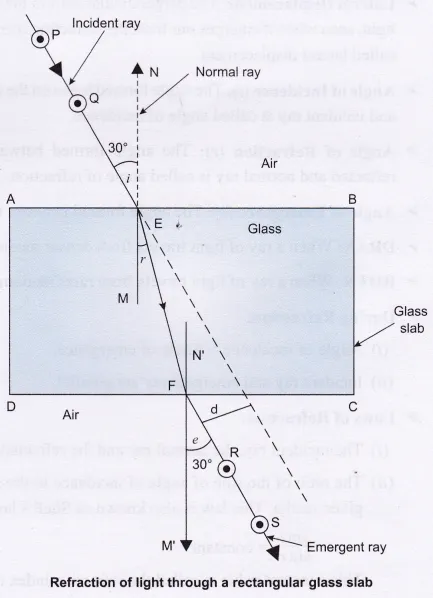 P
Incident ray
N
Normal ray
Q
30°
i
Air
A
B
E
Glass
r
M
Glass
slab
N'
F
D
C
Air
d
e
R
30°
S
M'
Emergent ray
Refraction of light through a rectangular glass slab